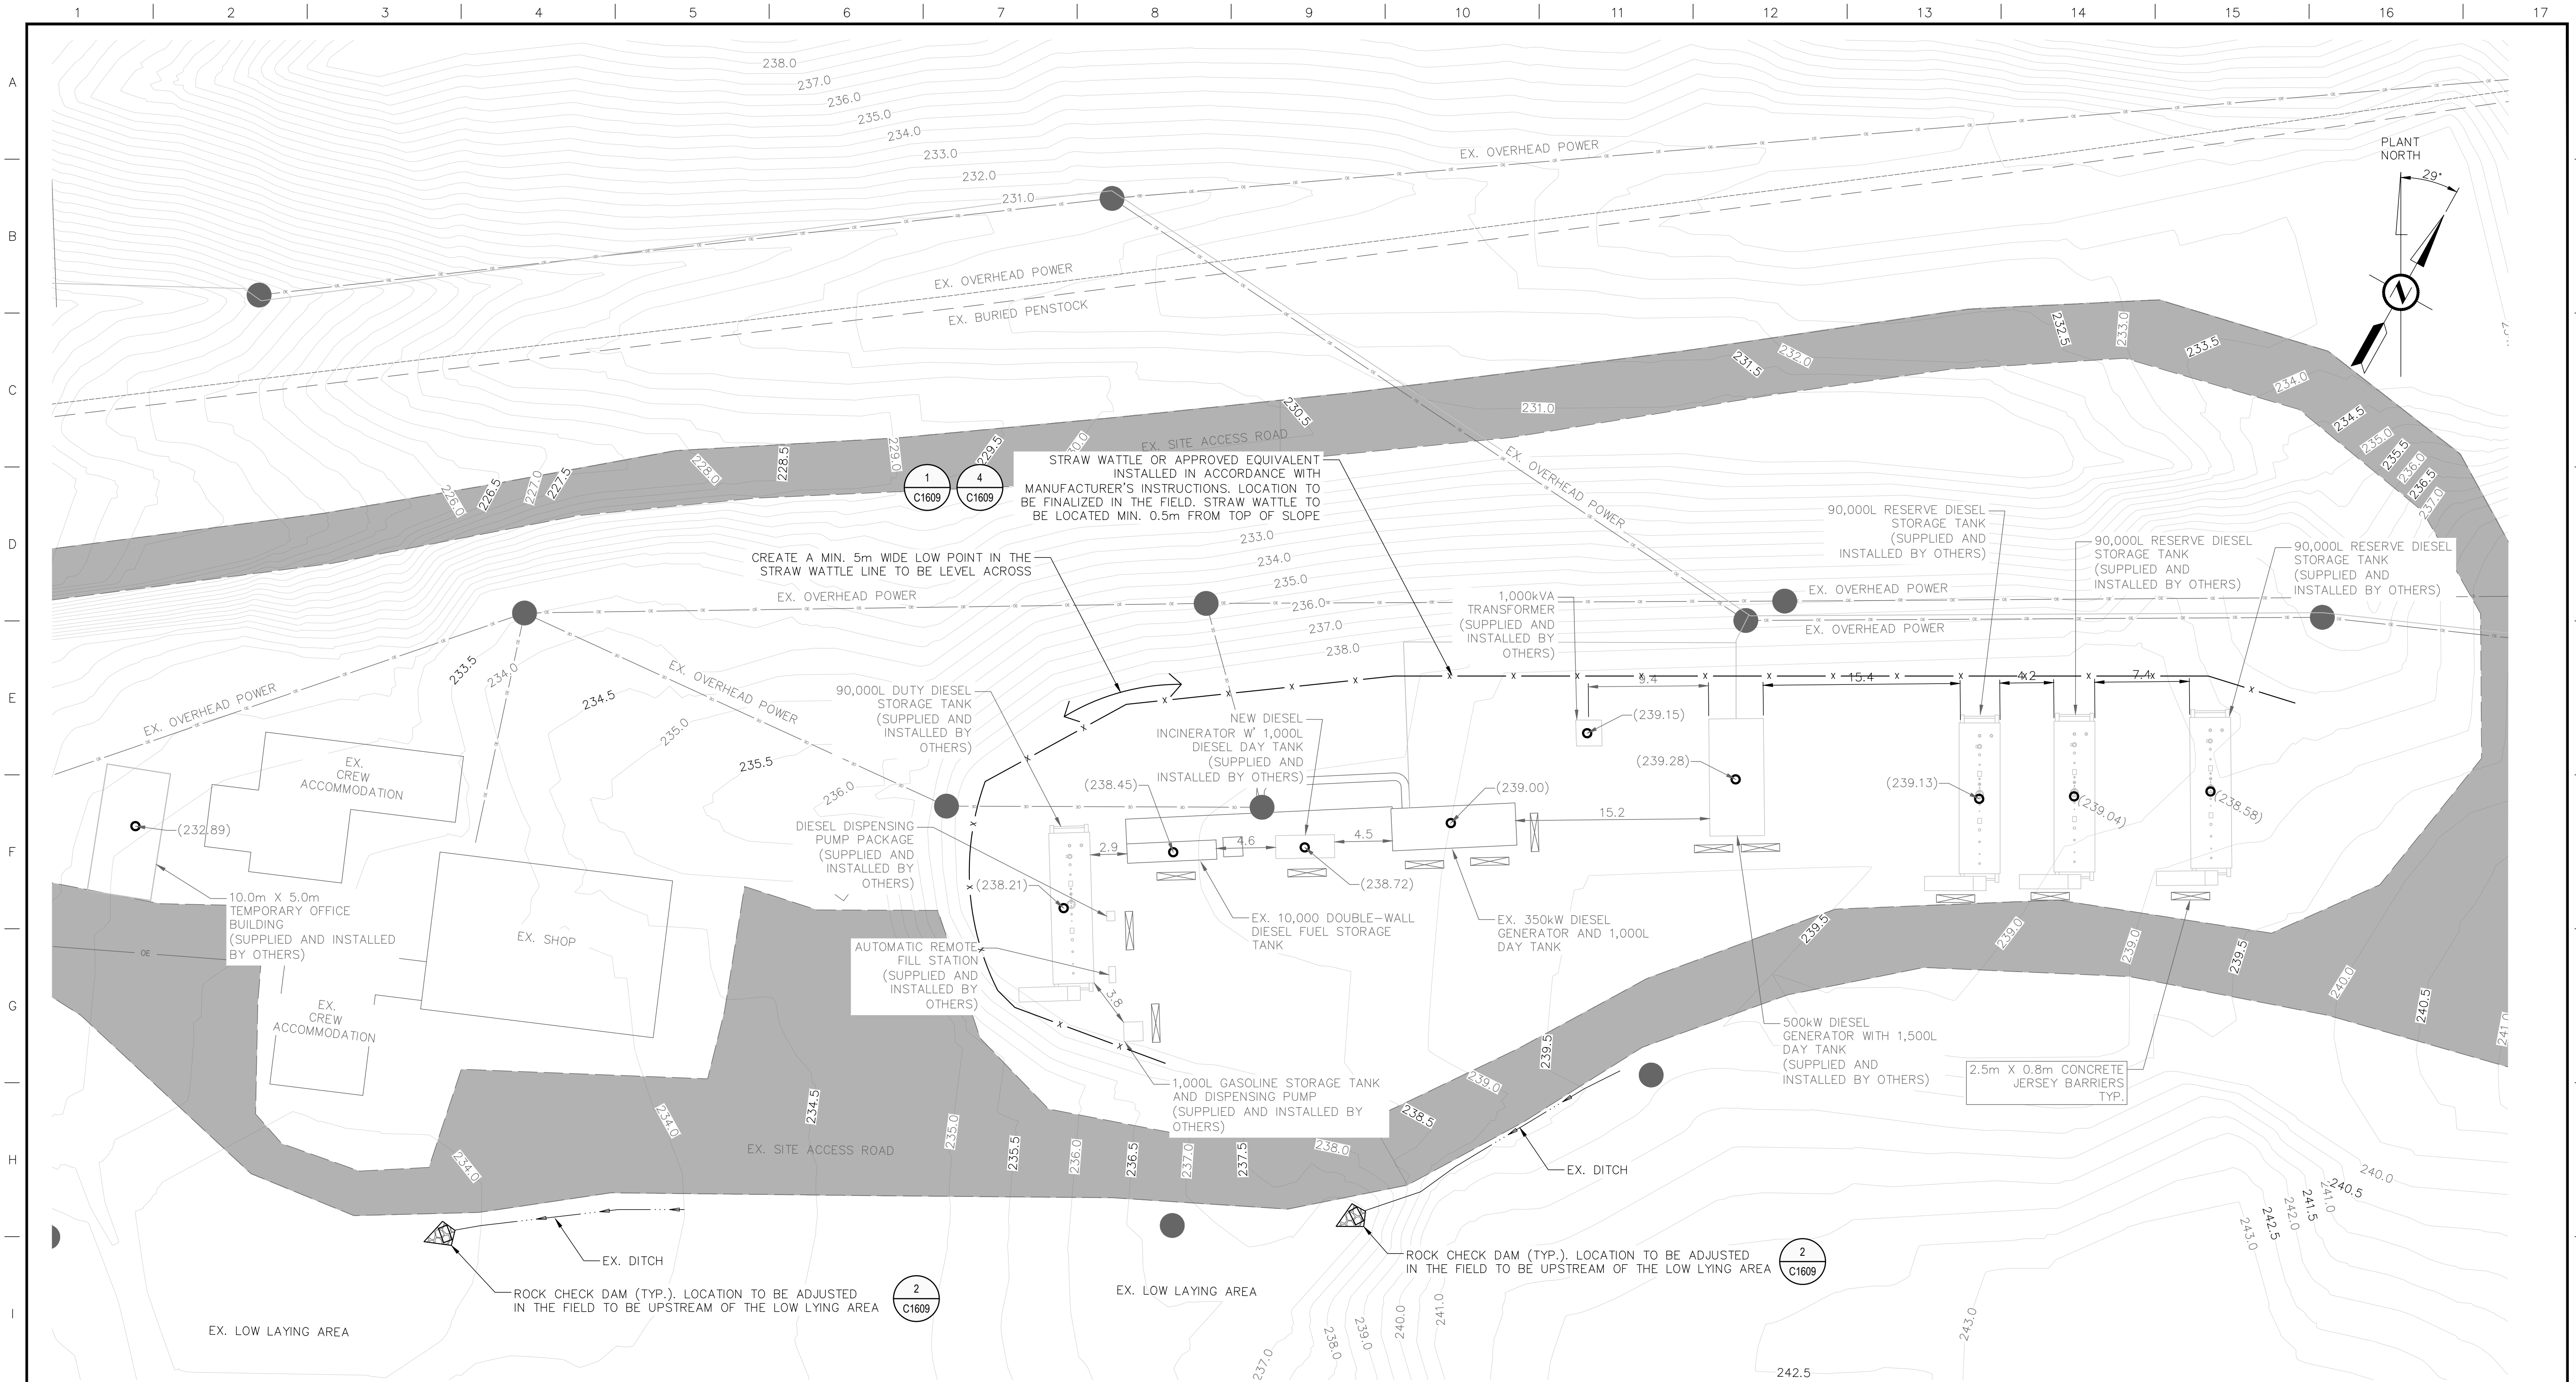 1 2 3 4 5 6 7 8 9 10 11 12 13 14 15 16 17
A
B
C
D
E
F
G
H
I
238.0
237.0
236.0
235.0
234.0
233.0
232.0
231.0
EX. OVERHEAD POWER
PLANT
NORTH
29°
N
EX. OVERHEAD POWER
EX. BURIED PENSTOCK
232.5
233.0
233.5
231.5
232.0
234.0
234.5
235.0
235.5
236.0
236.5
237.0
230.5
231.0
EX. SITE ACCESS ROAD
229.5
229.0
228.5
228.0
227.5
227.0
226.5
226.0
1
C1609
4
C1609
STRAW WATTLE OR APPROVED EQUIVALENT
INSTALLED IN ACCORDANCE WITH
MANUFACTURER'S INSTRUCTIONS. LOCATION TO
BE FINALIZED IN THE FIELD. STRAW WATTLE TO
BE LOCATED MIN. 0.5m FROM TOP OF SLOPE
EX. OVERHEAD POWER
CREATE A MIN. 5m WIDE LOW POINT IN THE
STRAW WATTLE LINE TO BE LEVEL ACROSS
EX. OVERHEAD POWER
233.0
234.0
235.0
236.0
237.0
238.0
90,000L RESERVE DIESEL
STORAGE TANK
(SUPPLIED AND
INSTALLED BY OTHERS)
90,000L RESERVE DIESEL
STORAGE TANK
(SUPPLIED AND
INSTALLED BY OTHERS)
90,000L RESERVE DIESEL
STORAGE TANK
(SUPPLIED AND
INSTALLED BY OTHERS)
EX. OVERHEAD POWER
EX. OVERHEAD POWER
1,000kVA
TRANSFORMER
(SUPPLIED AND
INSTALLED BY
OTHERS)
9.4
15.4
4.2
7.4
233.5
234.0
234.5
235.0
235.5
236.0
EX. OVERHEAD POWER
EX. OVERHEAD POWER
90,000L DUTY DIESEL
STORAGE TANK
(SUPPLIED AND
INSTALLED BY
OTHERS)
NEW DIESEL
INCINERATOR W' 1,000L
DIESEL DAY TANK
(SUPPLIED AND
INSTALLED BY OTHERS)
(239.15)
(239.28)
(239.13)
(239.04)
(238.58)
(238.45)
(239.00)
(238.72)
(238.21)
(232.89)
2.9
4.6
4.5
15.2
3.8
EX.
CREW
ACCOMMODATION
10.0m X 5.0m
TEMPORARY OFFICE
BUILDING
(SUPPLIED AND INSTALLED
BY OTHERS)
EX. SHOP
EX.
CREW
ACCOMMODATION
OE
DIESEL DISPENSING
PUMP PACKAGE
(SUPPLIED AND
INSTALLED BY
OTHERS)
AUTOMATIC REMOTE
FILL STATION
(SUPPLIED AND
INSTALLED BY
OTHERS)
EX. 10,000 DOUBLE-WALL
DIESEL FUEL STORAGE
TANK
EX. 350kW DIESEL
GENERATOR AND 1,000L
DAY TANK
500kW DIESEL
GENERATOR WITH 1,500L
DAY TANK
(SUPPLIED AND
INSTALLED BY OTHERS)
2.5m X 0.8m CONCRETE
JERSEY BARRIERS
TYP.
1,000L GASOLINE STORAGE TANK
AND DISPENSING PUMP
(SUPPLIED AND INSTALLED BY
OTHERS)
239.5
239.0
239.0
239.5
240.0
240.5
241.0
239.5
239.0
238.5
238.0
237.5
237.0
236.5
236.0
235.5
235.0
234.5
234.0
234.0
EX. SITE ACCESS ROAD
EX. DITCH
EX. DITCH
ROCK CHECK DAM (TYP.). LOCATION TO BE ADJUSTED
IN THE FIELD TO BE UPSTREAM OF THE LOW LYING AREA
2
C1609
ROCK CHECK DAM (TYP.). LOCATION TO BE ADJUSTED
IN THE FIELD TO BE UPSTREAM OF THE LOW LYING AREA
2
C1609
EX. LOW LAYING AREA
EX. LOW LAYING AREA
237.0
238.0
239.0
240.0
241.0
242.5
243.0
243.0
242.5
242.0
241.5
241.0
240.5
240.0